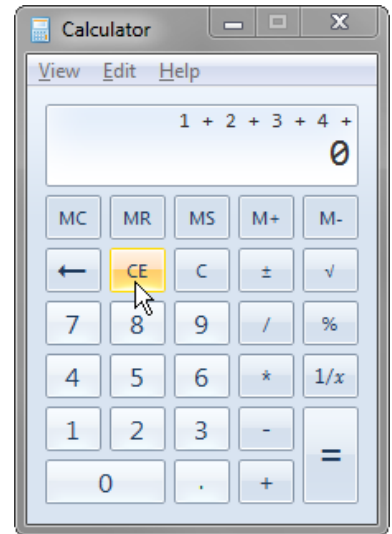 Calculator
View Edit Help
1 + 2 + 3 + 4 +
0
MC MR MS M+ M-
← CE C ± √
7 8 9 / %
4 5 6 * 1/x
1 2 3 - =
0 . +